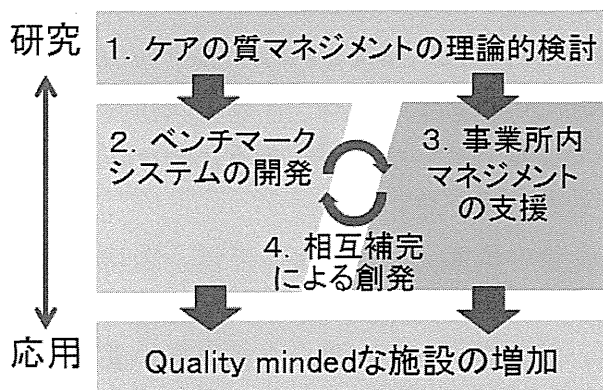 研究
1. ケアの質マネジメントの理論的検討
2. ベンチマーク
システムの開発
3. 事業所内
マネジメント
の支援
4. 相互補完
による創発
応用
Quality mindedな施設の増加